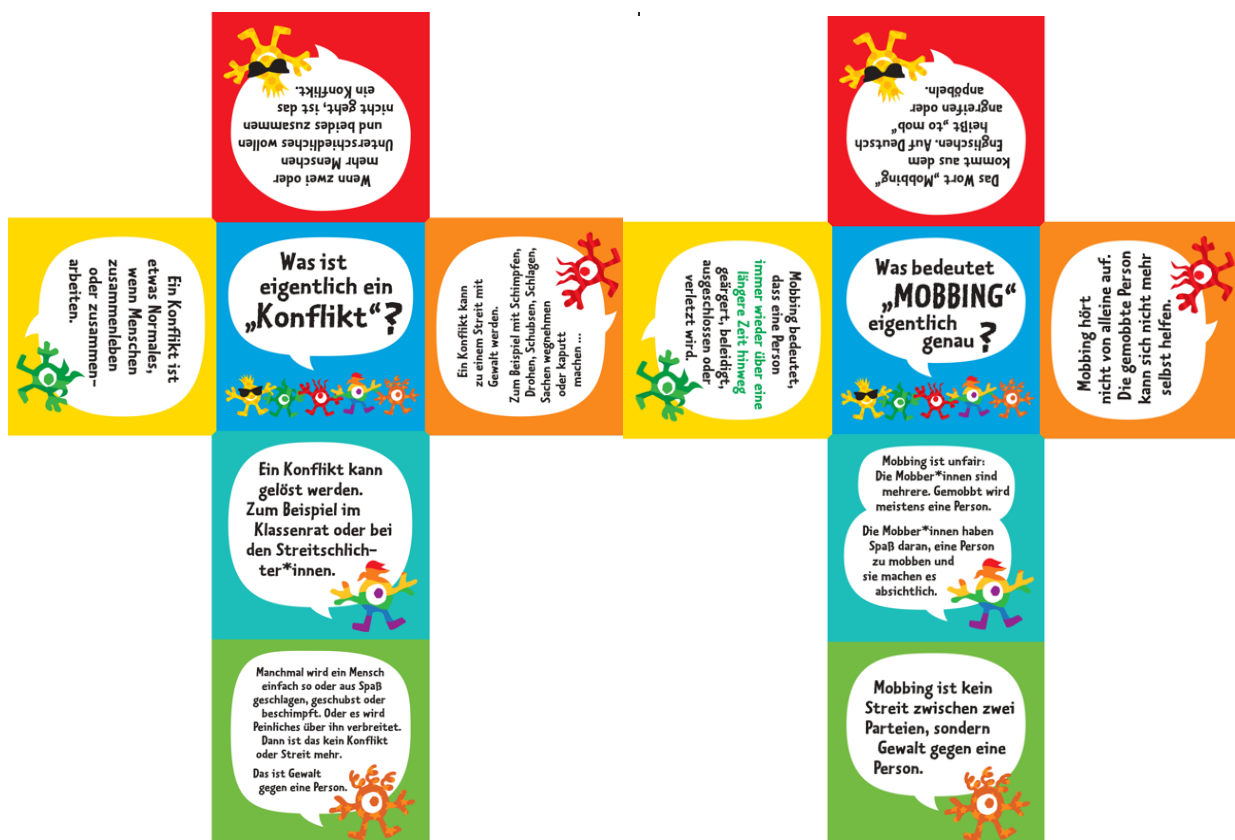 Wenn zwei oder
mehr Menschen
Unterschiedliches wollen
und beides zusammen
nicht geht, ist das
ein Konflikt.
Ein Konflikt ist
etwas Normales,
wenn Menschen
zusammenleben
oder zusammen-
arbeiten.
Was ist
eigentlich ein
„Konflikt“?
Ein Konflikt kann
zu einem Streit mit
Gewalt werden.
Zum Beispiel mit Schimpfen,
Drohen, Schubsen, Schlagen,
Sachen wegnehmen
oder kaputt
machen ...
Ein Konflikt kann
gelöst werden.
Zum Beispiel im
Klassenrat oder bei
den Streitschlich-
ter*innen.
Manchmal wird ein Mensch
einfach so oder aus Spaß
geschlagen, geschubst oder
beschimpft. Oder es wird
Peinliches über ihn verbreitet.
Dann ist das kein Konflikt
oder Streit mehr.
Das ist Gewalt
gegen eine Person.
Das Wort „Mobbing“
kommt aus dem
Englischen. Auf Deutsch
heißt „to mob“
angreifen oder
anpöbeln.
Mobbing bedeutet,
dass eine Person
immer wieder über eine
längere Zeit hinweg
geärgert, beleidigt,
ausgeschlossen oder
verletzt wird.
Was bedeutet
„MOBBING“
eigentlich
genau?
Mobbing hört
nicht von alleine auf.
Die gemobbte Person
kann sich nicht mehr
selbst helfen.
Mobbing ist unfair:
Die Mobber*innen sind
mehrere. Gemobbt wird
meistens eine Person.
Die Mobber*innen haben
Spaß daran, eine Person
zu mobben und
sie machen es
absichtlich.
Mobbing ist kein
Streit zwischen zwei
Parteien, sondern
Gewalt gegen eine
Person.